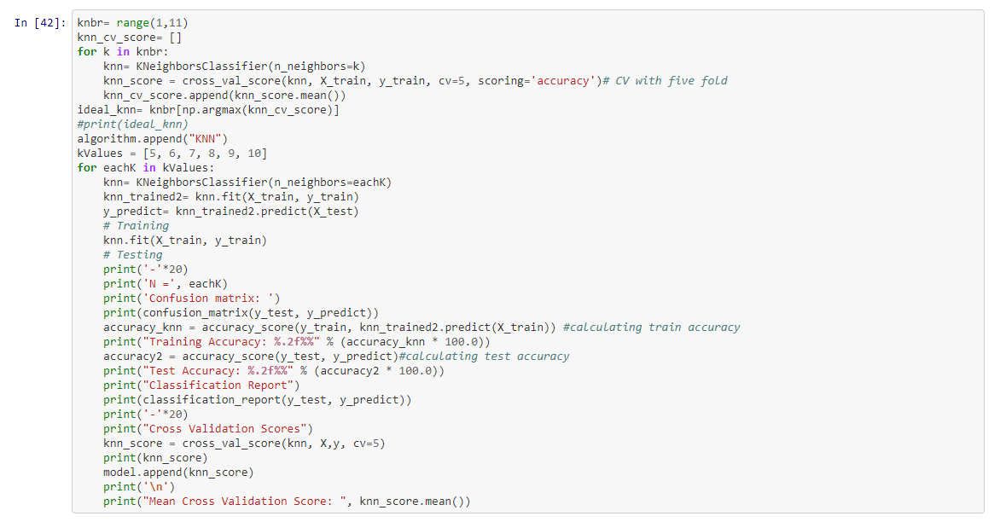 In [42]: knbr= range(1,11)
knn_cv_score= []
for k in knbr:
    knn= KNeighborsClassifier(n_neighbors=k)
    knn_score = cross_val_score(knn, X_train, y_train, cv=5, scoring='accuracy')# CV with five fold
    knn_cv_score.append(knn_score.mean())
ideal_knn= knbr[np.argmax(knn_cv_score)]
#print(ideal_knn)
algorithm.append("KNN")
kValues = [5, 6, 7, 8, 9, 10]
for eachK in kValues:
    knn= KNeighborsClassifier(n_neighbors=eachK)
    knn_trained2= knn.fit(X_train, y_train)
    y_predict= knn_trained2.predict(X_test)
    # Training
    knn.fit(X_train, y_train)
    # Testing
    print('-'*20)
    print('N =', eachK)
    print('Confusion matrix: ')
    print(confusion_matrix(y_test, y_predict))
    accuracy_knn = accuracy_score(y_train, knn_trained2.predict(X_train)) #calculating train accuracy
    print("Training Accuracy: %.2f%%" % (accuracy_knn * 100.0))
    accuracy2 = accuracy_score(y_test, y_predict)#calculating test accuracy
    print("Test Accuracy: %.2f%%" % (accuracy2 * 100.0))
    print("Classification Report")
    print(classification_report(y_test, y_predict))
    print('-'*20)
    print("Cross Validation Scores")
    knn_score = cross_val_score(knn, X,y, cv=5)
    print(knn_score)
    model.append(knn_score)
    print('\n')
    print("Mean Cross Validation Score: ", knn_score.mean())